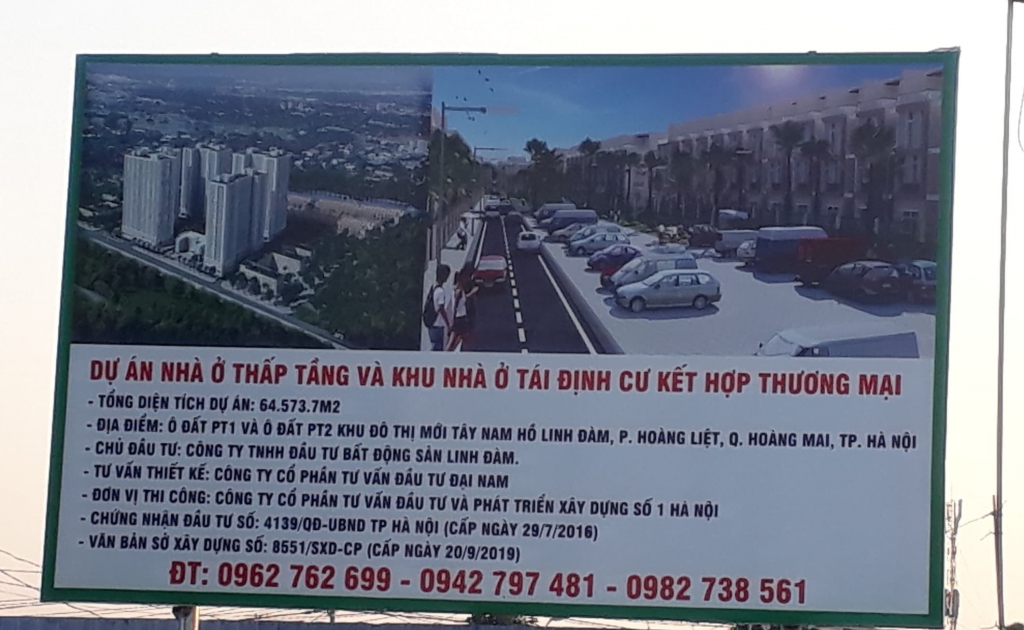 DỰ ÁN NHÀ Ở THẤP TẦNG VÀ KHU NHÀ Ở TÁI ĐỊNH CƯ KẾT HỢP THƯƠNG MẠI
- TỔNG DIỆN TÍCH DỰ ÁN: 64.573.7M2
- ĐỊA ĐIỂM: Ô ĐẤT PT1 VÀ Ô ĐẤT PT2 KHU ĐÔ THỊ MỚI TÂY NAM HỒ LINH ĐÀM, P. HOÀNG LIỆT, Q. HOÀNG MAI, TP. HÀ NỘI
- CHỦ ĐẦU TƯ: CÔNG TY TNHH ĐẦU TƯ BẤT ĐỘNG SẢN LINH ĐÀM.
- TƯ VẤN THIẾT KẾ: CÔNG TY CỔ PHẦN TƯ VẤN ĐẦU TƯ ĐẠI NAM
- ĐƠN VỊ THI CÔNG: CÔNG TY CỔ PHẦN TƯ VẤN ĐẦU TƯ VÀ PHÁT TRIỂN XÂY DỰNG SỐ 1 HÀ NỘI
- CHỨNG NHẬN ĐẦU TƯ SỐ: 4139/QĐ-UBND TP HÀ NỘI (CẤP NGÀY 29/7/2016)
- VĂN BẢN SỞ XÂY DỰNG SỐ: 8551/SXD-CP (CẤP NGÀY 20/9/2019)
ĐT: 0962 762 699 - 0942 797 481 - 0982 738 561